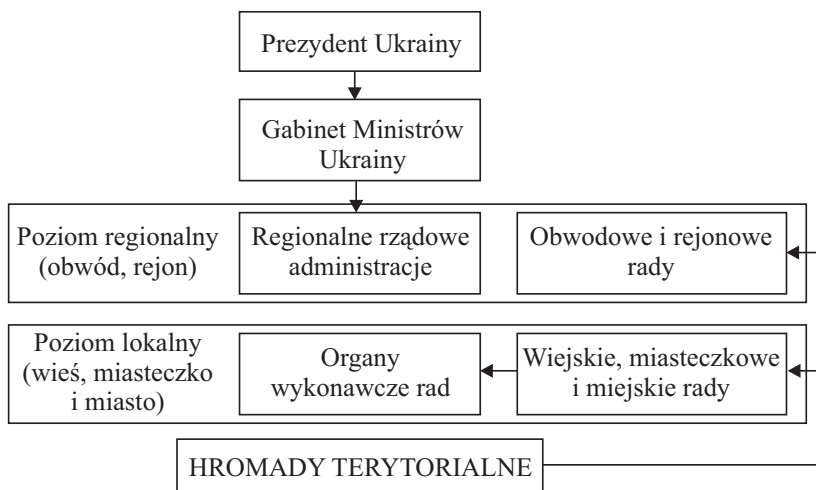 Prezydent Ukrainy
Gabinet Ministrów
Ukrainy
Poziom regionalny
(obwód, rejon)
Regionalne rządowe
administracje
Obwodowe i rejonowe
rady
Poziom lokalny
(wieś, miasteczko
i miasto)
Organy
wykonawcze rad
Wiejskie, miasteczkowe
i miejskie rady
HROMADY TERYTORIALNE